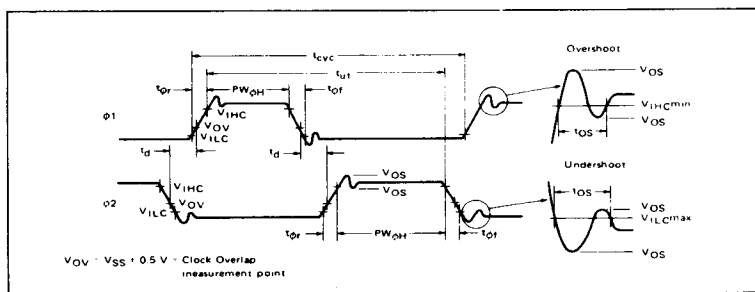 tcyc
Overshoot
tut
VOS
tφr
PWφH
tφf
φ1
VIHC
VOV
VILC
VIHCmin
tOS
VOS
td
td
Undershoot
VIHC
VOS
VOS
tOS
VOS
φ2
VILC
VOV
VILCmax
tφr
PWφH
tφf
VOS
VOV = VSS + 0.5 V = Clock Overlap
measurement point